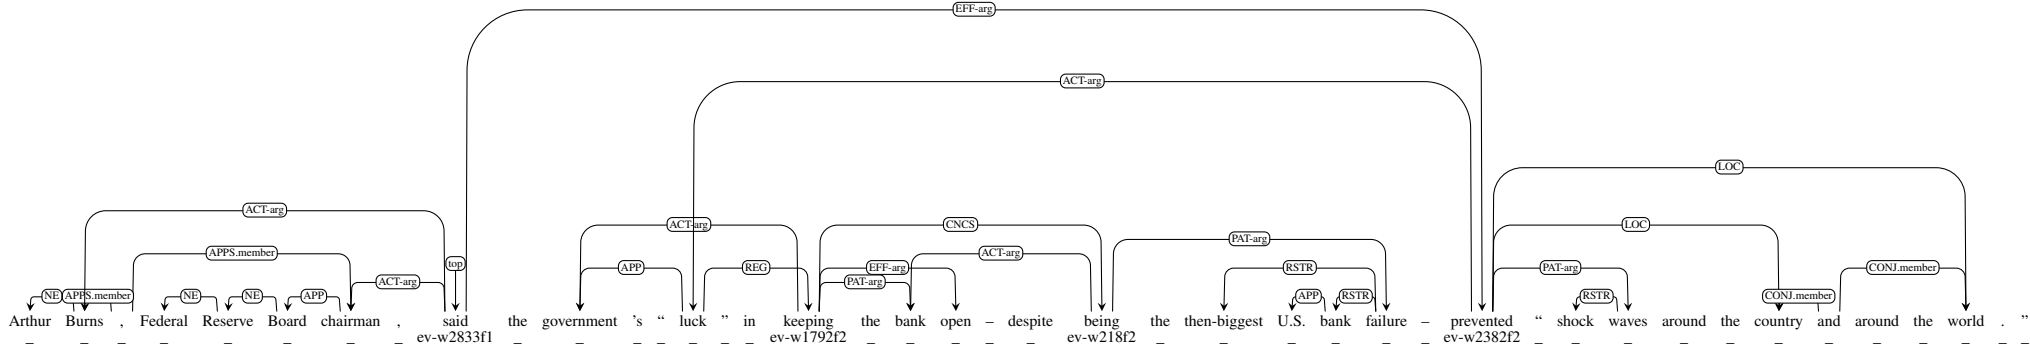 EFF-arg
ACT-arg
LOC
ACT-arg
ACT-arg CNCS LOC
PAT-arg
APPS.member ACT-arg
top APP REG EFF-arg RSTR PAT-arg CONJ.member
ACT-arg PAT-arg
NE APPS.member NE NE APP APP RSTR RSTR CONJ.member
Arthur Burns , Federal Reserve Board chairman , said the government ’s “ luck ” in keeping the bank open – despite being the then-biggest U.S. bank failure – prevented “ shock waves around the country and around the world . ”
_ _ _ _ _ _ _ _ ev-w2833f1 _ _ _ _ _ _ _ ev-w1792f2 _ _ _ _ _ ev-w218f2 _ _ _ _ _ _ ev-w2382f2 _ _ _ _ _ _ _ _ _ _ _ _